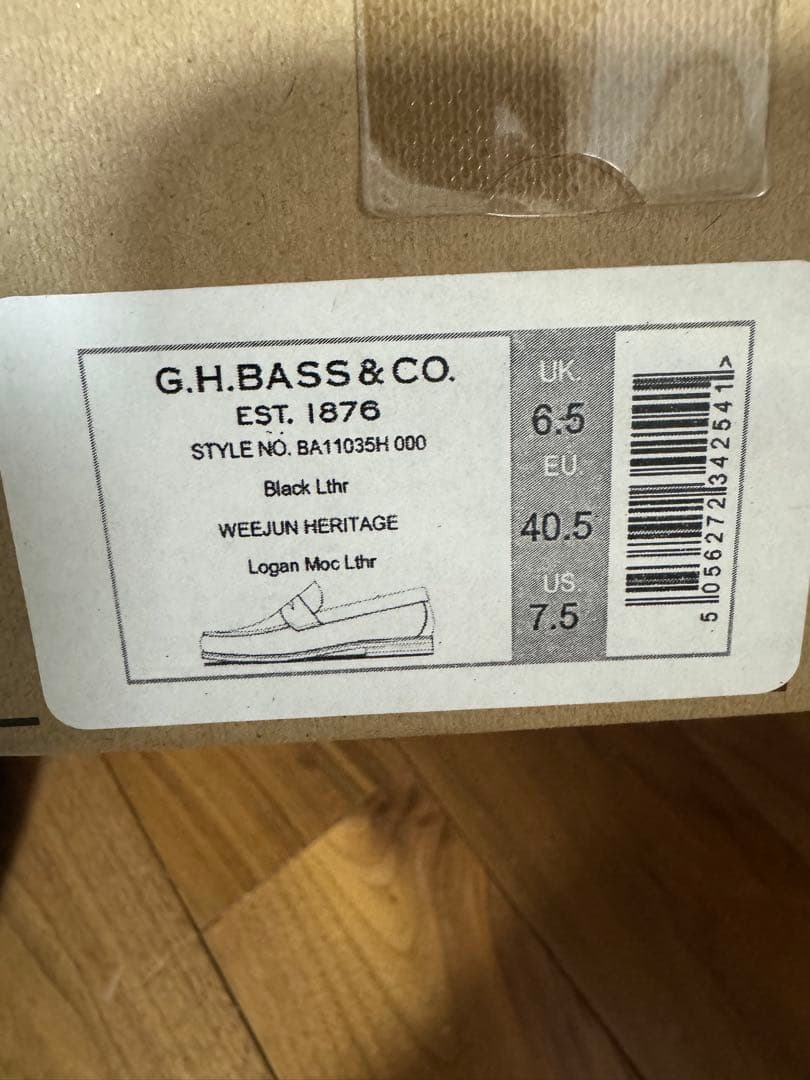 G.H.BASS & CO.
EST. 1876
STYLE NO. BA11035H 000
Black Lthr
WEEJUN HERITAGE
Logan Moc Lthr
UK.
6.5
EU.
40.5
US.
7.5
5 056272 342541 >